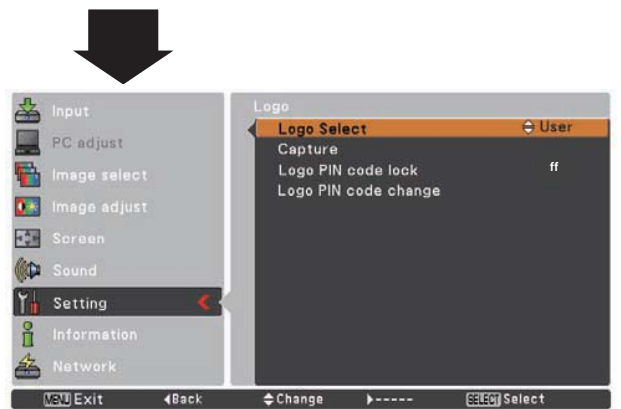 Input
PC adjust
Image select
Image adjust
Screen
Sound
Setting
Information
Network
Logo
Logo Select User
Capture
Logo PIN code lock ff
Logo PIN code change
MENU Exit Back Change ----- SELECT Select